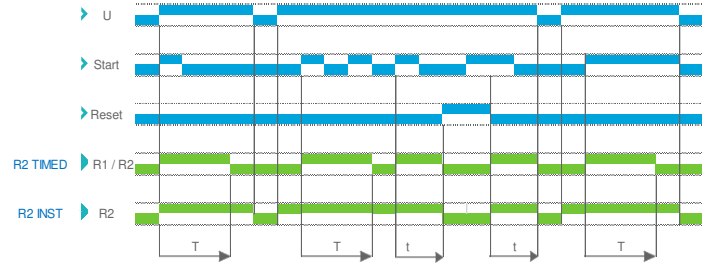 U
Start
Reset
R2 TIMED R1 / R2
R2 INST R2
T T t t T